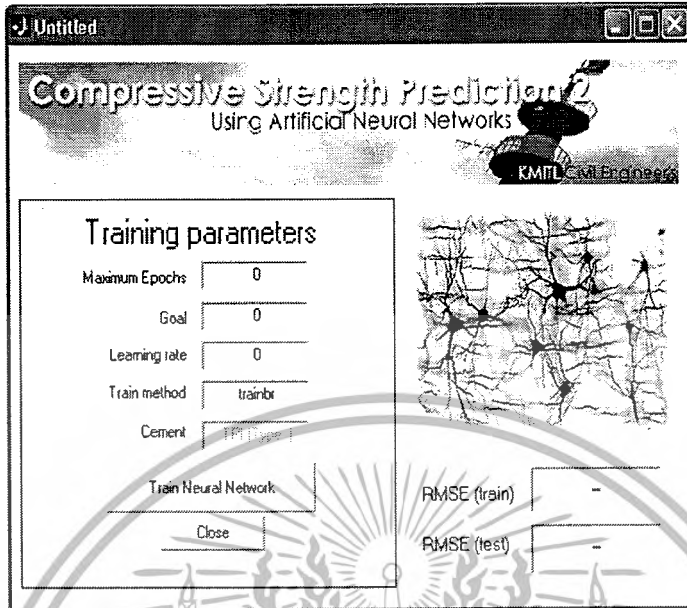 Untitled
Compressive Strength Prediction 2
Using Artificial Neural Networks
KMITL Civil Engineers
Training parameters
Maximum Epochs 0
Goal 0
Learning rate 0
Train method trainbr
Cement
Train Neural Network
Close
RMSE (train) --
RMSE (test) --